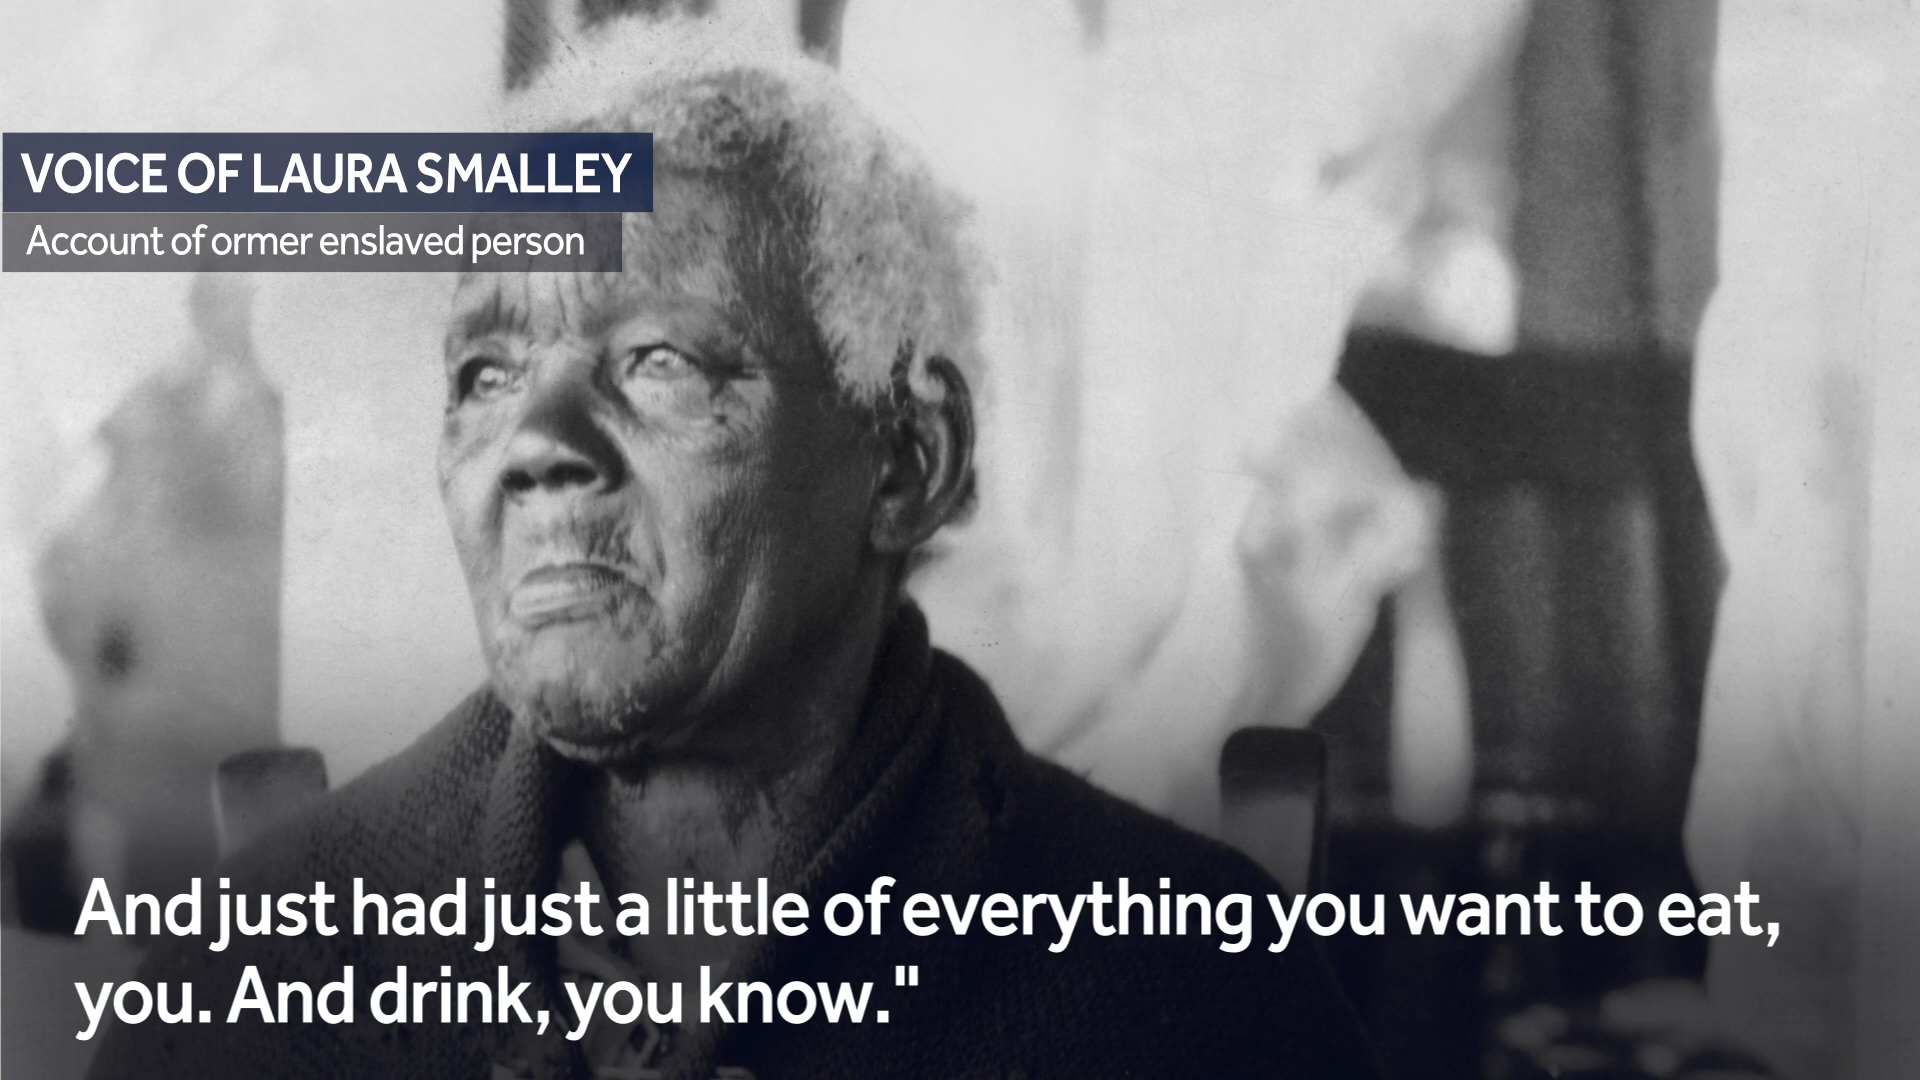 VOICE OF LAURA SMALLEY
Account of ormer enslaved person
And just had just a little of everything you want to eat,
you. And drink, you know."